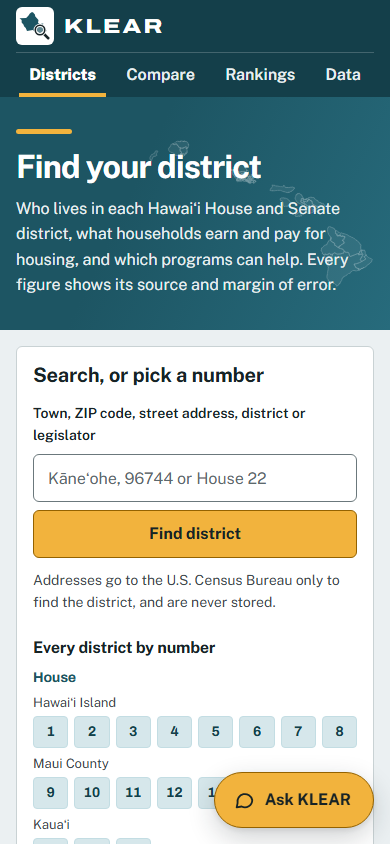 KLEAR
Districts Compare Rankings Data
Find your district
Who lives in each Hawaiʻi House and Senate
district, what households earn and pay for
housing, and which programs can help. Every
figure shows its source and margin of error.
Search, or pick a number
Town, ZIP code, street address, district or
legislator
Kāneʻohe, 96744 or House 22
Find district
Addresses go to the U.S. Census Bureau only to
find the district, and are never stored.
Every district by number
House
Hawaiʻi Island
1 2 3 4 5 6 7 8
Maui County
9 10 11 12
Ask KLEAR
Kauaʻi